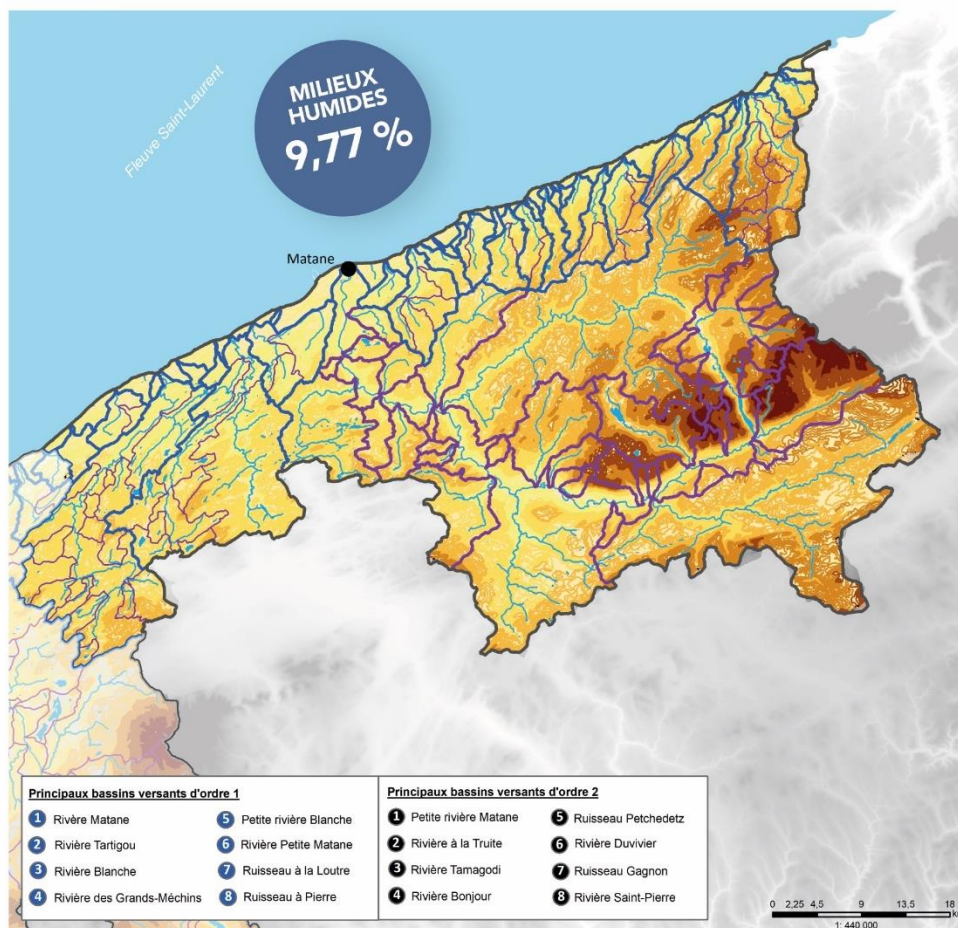 Fleuve Saint-Laurent
MILIEUX
HUMIDES
9,77 %
Matane
Principaux bassins versants d'ordre 1
1 Rivère Matane
2 Rivière Tartigou
3 Rivière Blanche
4 Rivière des Grands-Méchins
5 Petite rivière Blanche
6 Rivière Petite Matane
7 Ruisseau à la Loutre
8 Ruisseau à Pierre
Principaux bassins versants d'ordre 2
1 Petite rivière Matane
2 Rivière à la Truite
3 Rivière Tamagodi
4 Rivière Bonjour
5 Ruisseau Petchedetz
6 Rivière Duvivier
7 Ruisseau Gagnon
8 Rivière Saint-Pierre
0 2,25 4,5 9 13,5 18
km
1: 440 000